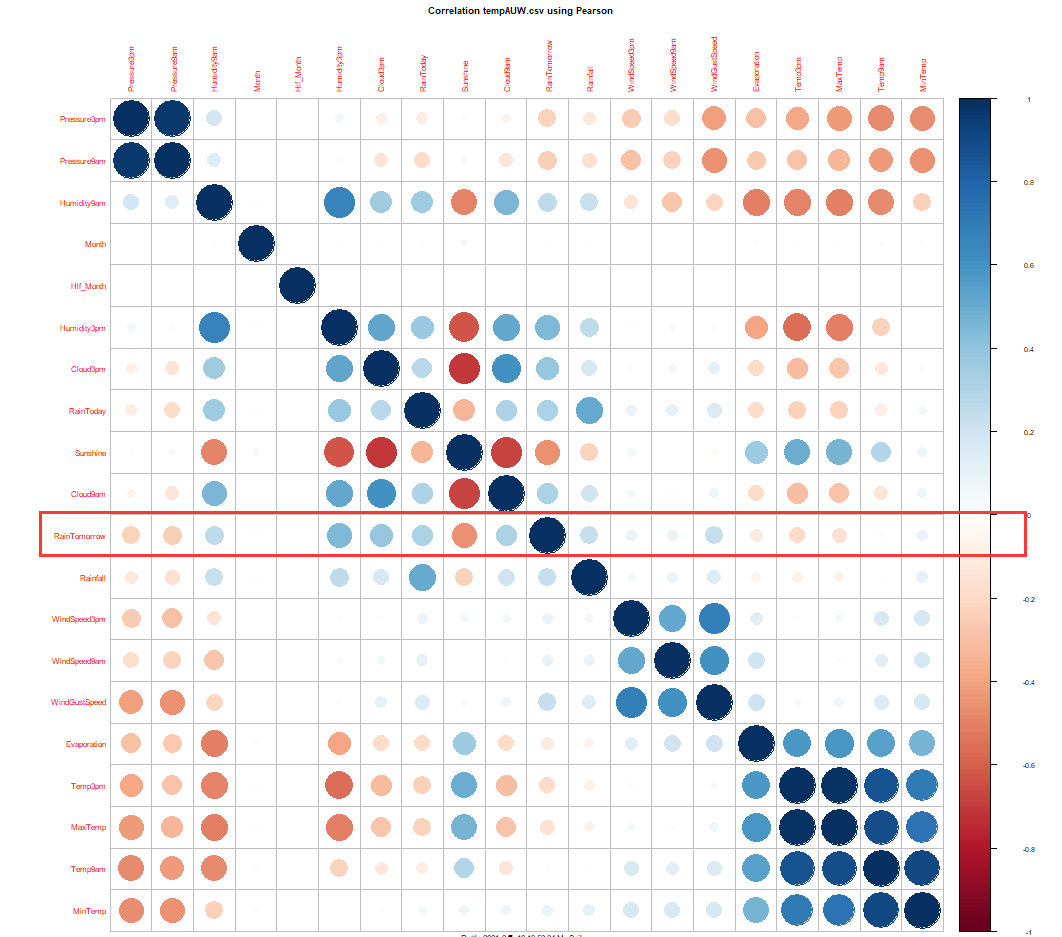 Correlation tempAUW.csv using Pearson
Pressure3pm
Pressure9am
Humidity9am
Month
Hlf_Month
Humidity3pm
Cloud3pm
RainToday
Sunshine
Cloud9am
RainTomorrow
Rainfall
WindSpeed3pm
WindSpeed9am
WindGustSpeed
Evaporation
Temp3pm
MaxTemp
Temp9am
MinTemp
Pressure3pm
Pressure9am
Humidity9am
Month
Hlf_Month
Humidity3pm
Cloud3pm
RainToday
Sunshine
Cloud9am
RainTomorrow
Rainfall
WindSpeed3pm
WindSpeed9am
WindGustSpeed
Evaporation
Temp3pm
MaxTemp
Temp9am
MinTemp
1
0.8
0.6
0.4
0.2
0
-0.2
-0.4
-0.6
-0.8
-1